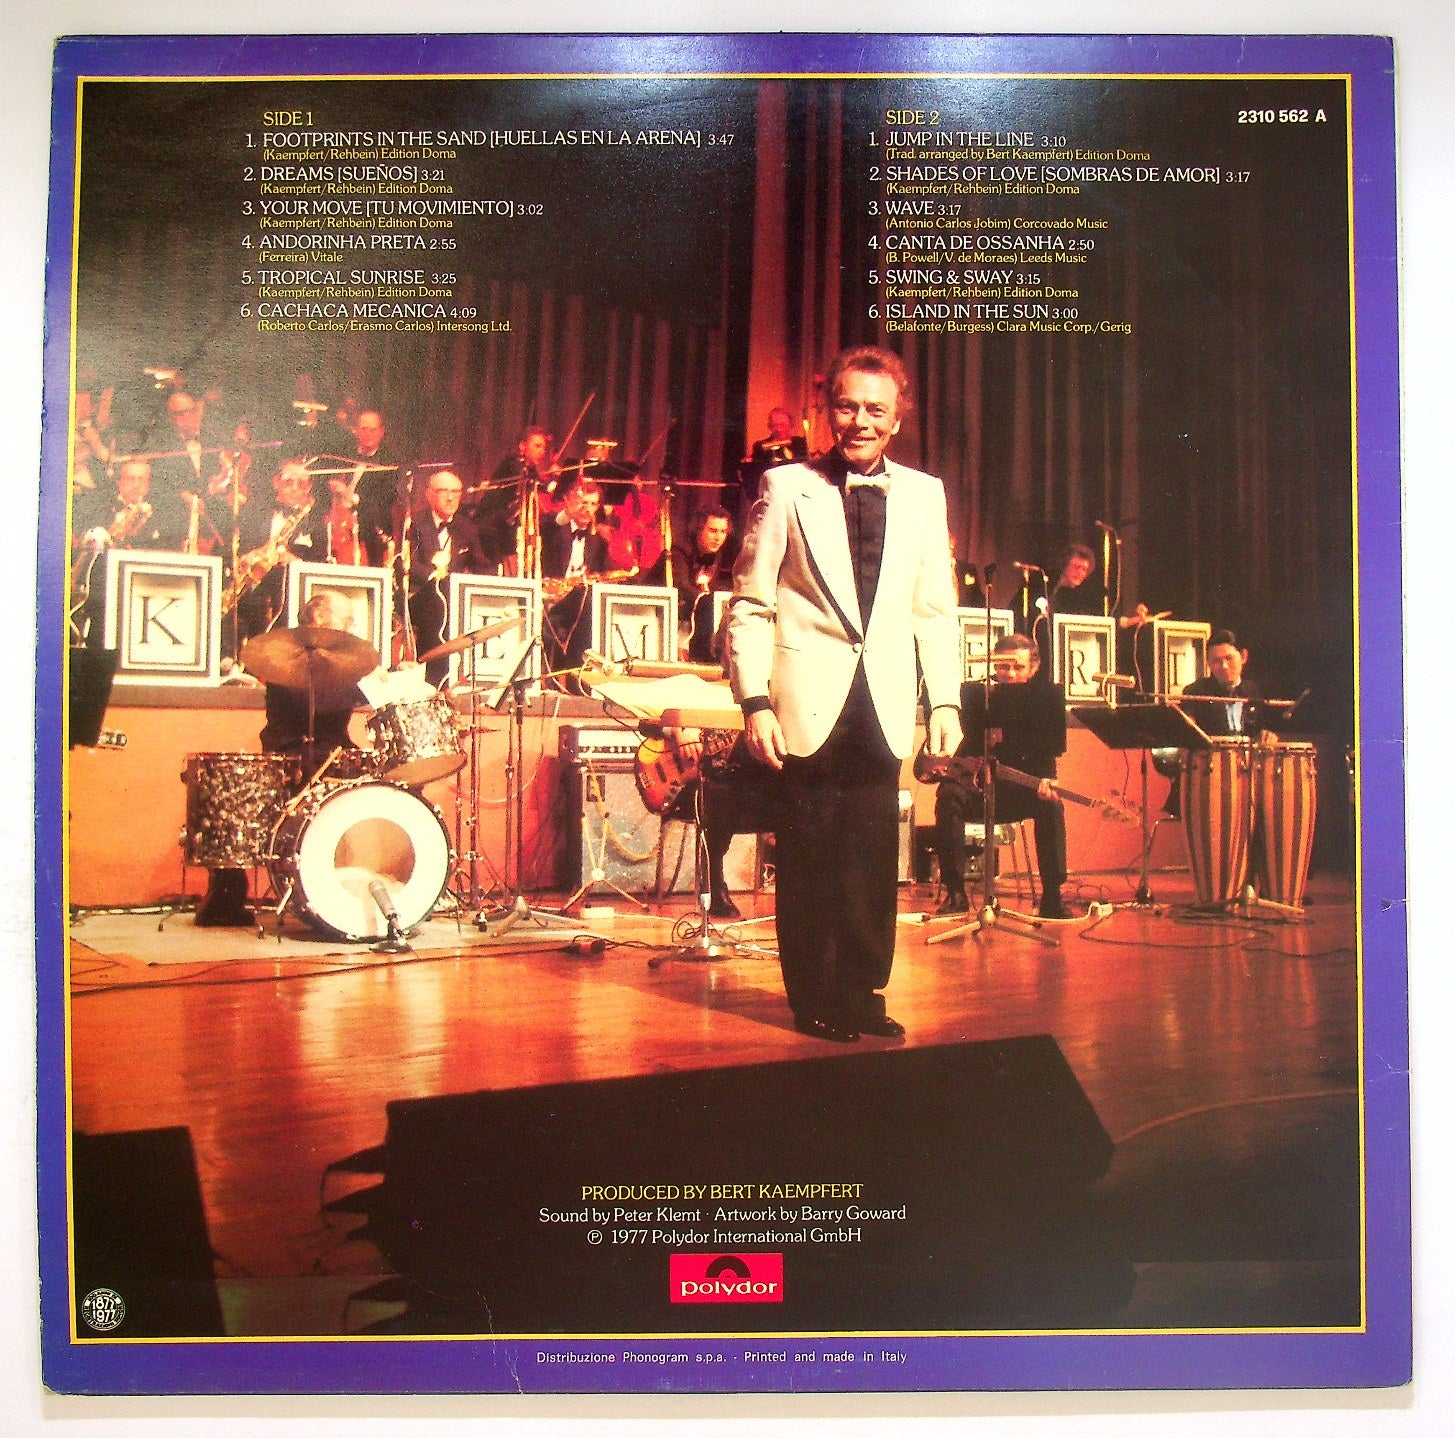 SIDE 1
1. FOOTPRINTS IN THE SAND [HUELLAS EN LA ARENA] 3:47
(Kaempfert/Rehbein) Edition Doma
2. DREAMS [SUEÑOS] 3:21
(Kaempfert/Rehbein) Edition Doma
3. YOUR MOVE [TU MOVIMIENTO] 3:02
(Kaempfert/Rehbein) Edition Doma
4. ANDORINHA PRETA 2:55
(Ferreira) Vitale
5. TROPICAL SUNRISE 3:25
(Kaempfert/Rehbein) Edition Doma
6. CACHACA MECANICA 4:09
(Roberto Carlos/Erasmo Carlos) Intersong Ltd.
SIDE 2
1. JUMP IN THE LINE 3:10
(Trad. arranged by Bert Kaempfert) Edition Doma
2. SHADES OF LOVE [SOMBRAS DE AMOR] 3:17
(Kaempfert/Rehbein) Edition Doma
3. WAVE 3:17
(Antonio Carlos Jobim) Corcovado Music
4. CANTA DE OSSANHA 2:50
(B. Powell/V. de Moraes) Leeds Music
5. SWING & SWAY 3:15
(Kaempfert/Rehbein) Edition Doma
6. ISLAND IN THE SUN 3:00
(Belafonte/Burgess) Clara Music Corp./Gerig
2310 562 A
K E M E R T
PRODUCED BY BERT KAEMPFERT
Sound by Peter Klemt · Artwork by Barry Goward
℗ 1977 Polydor International GmbH
polydor
1877
1977
Distribuzione Phonogram s.p.a. - Printed and made in Italy